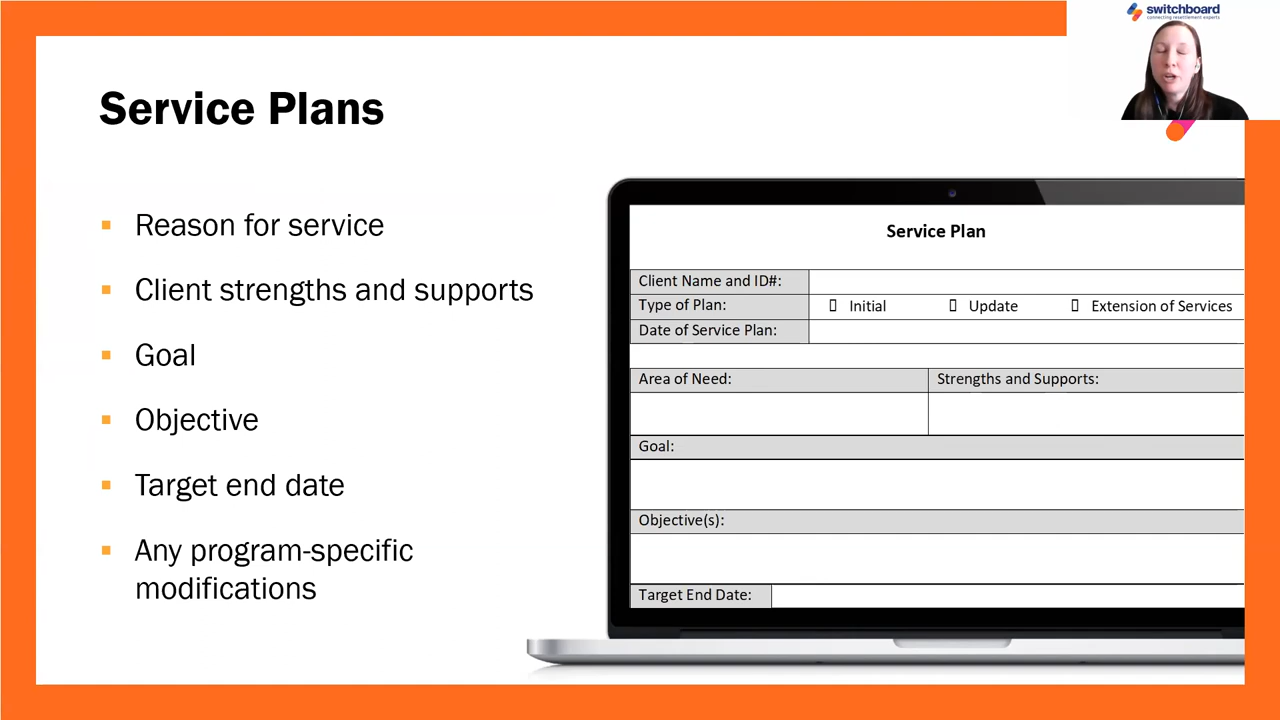 switchboard
connecting resettlement experts
Service Plans
Reason for service
Client strengths and supports
Goal
Objective
Target end date
Any program-specific
modifications
Service Plan
Client Name and ID#:
Type of Plan: Initial Update Extension of Services
Date of Service Plan:
Area of Need: Strengths and Supports:
Goal:
Objective(s):
Target End Date: